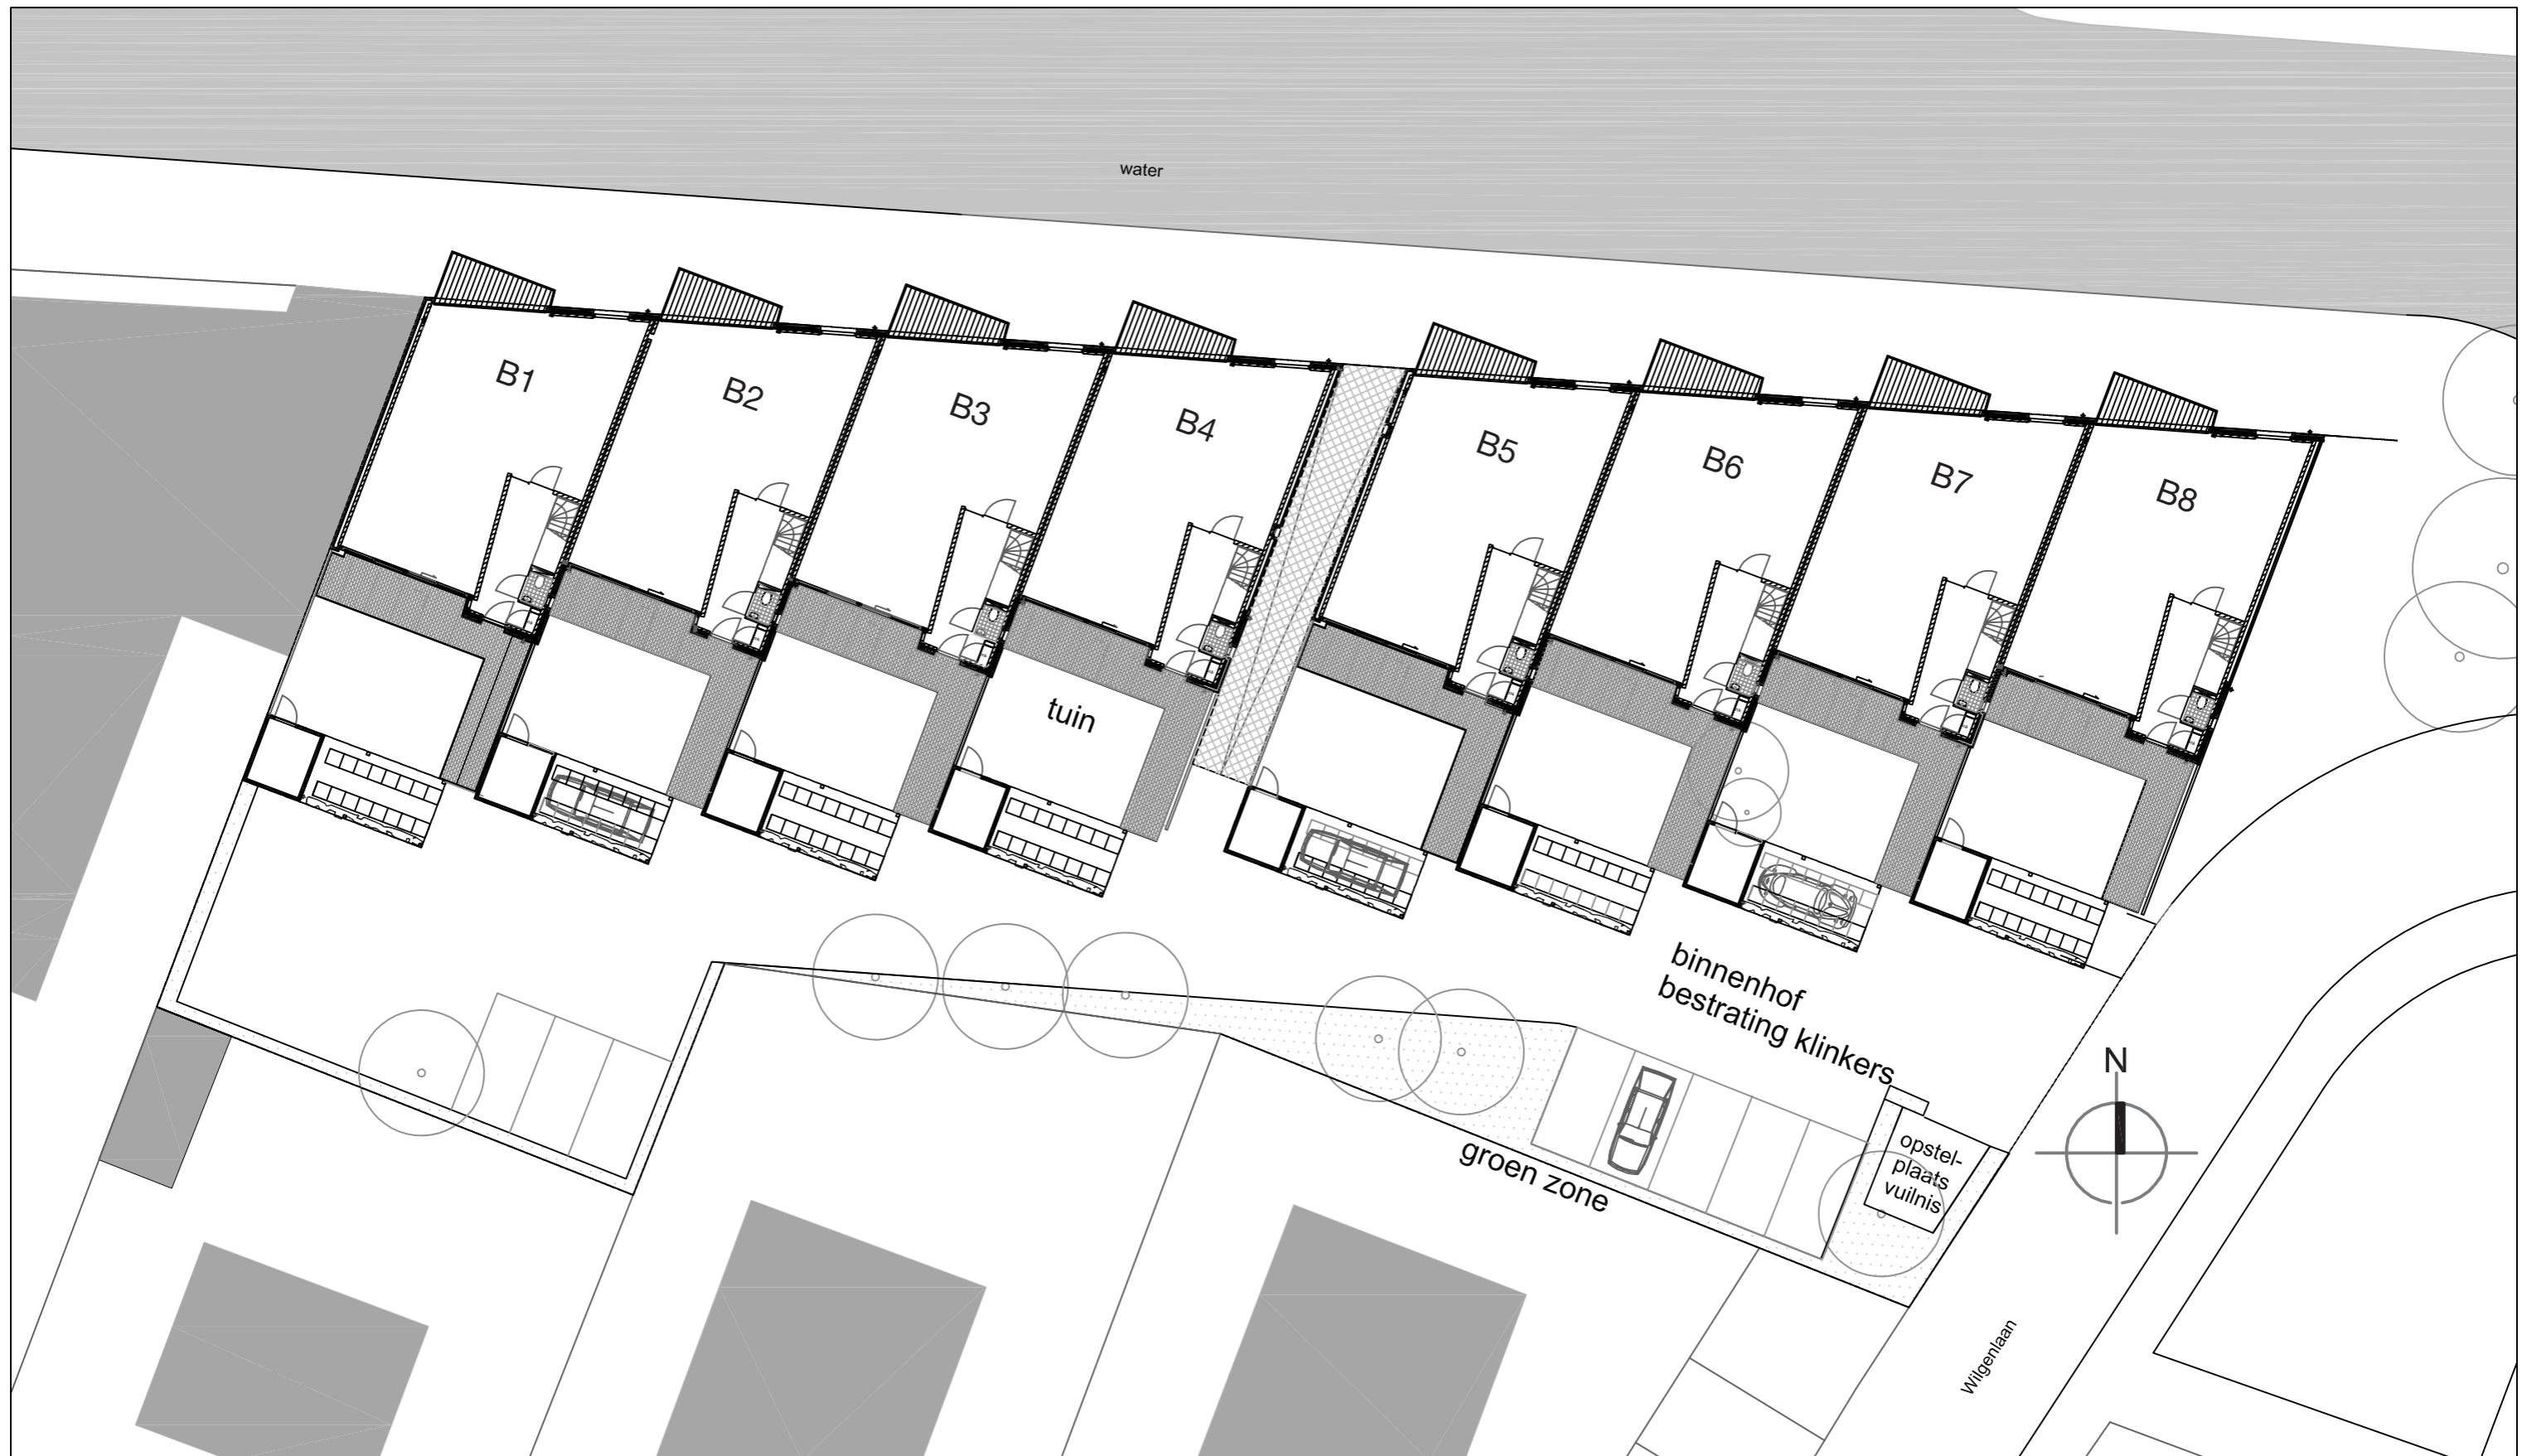 water
B1
B2
B3
B4
B5
B6
B7
B8
tuin
binnenhof
bestrating klinkers
N
opstel-
plaats
vuilnis
groen zone
Wilgenlaan